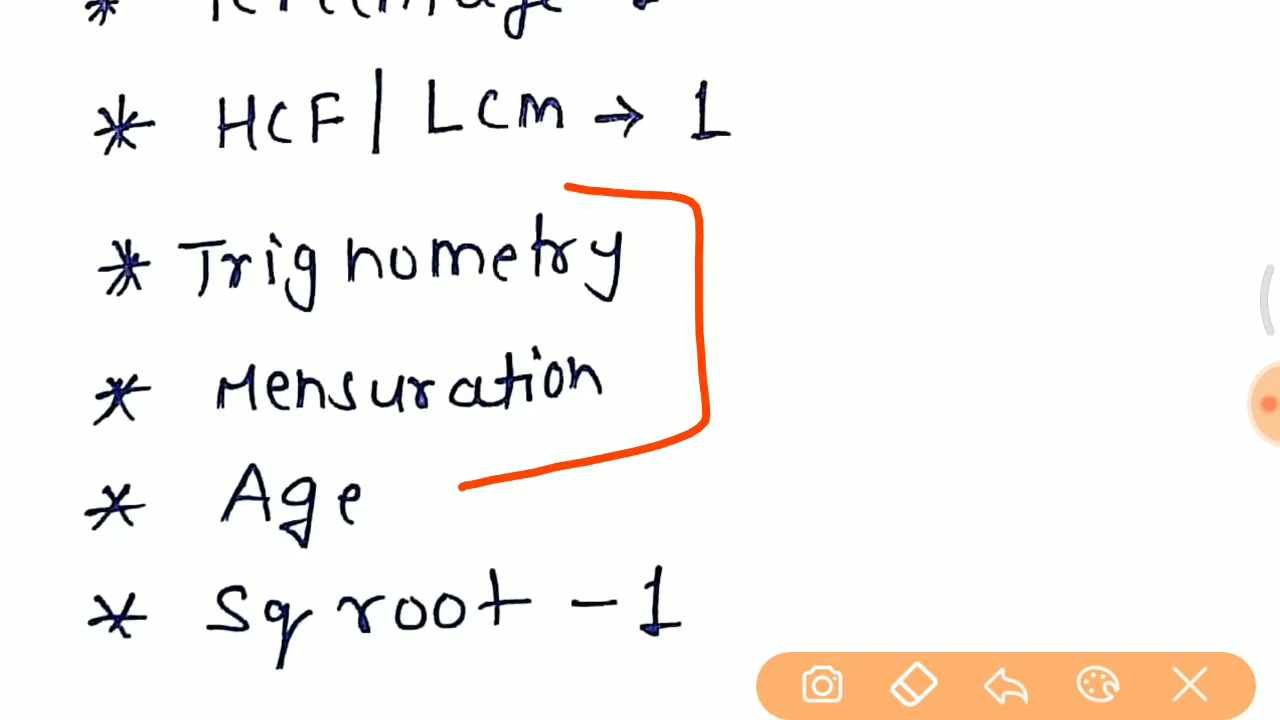 * HCF | LCM → 1
* Trignometry
* Mensuration
* Age
* Sq root - 1